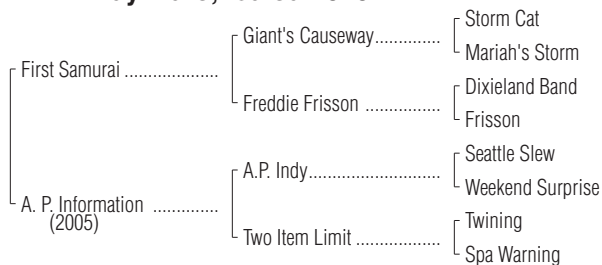 Storm Cat
Giant's Causeway..............
Mariah's Storm
First Samurai ....................
Dixieland Band
Freddie Frisson ................
Frisson
Seattle Slew
A.P. Indy............................
Weekend Surprise
A. P. Information ..............
(2005)
Twining
Two Item Limit ..................
Spa Warning